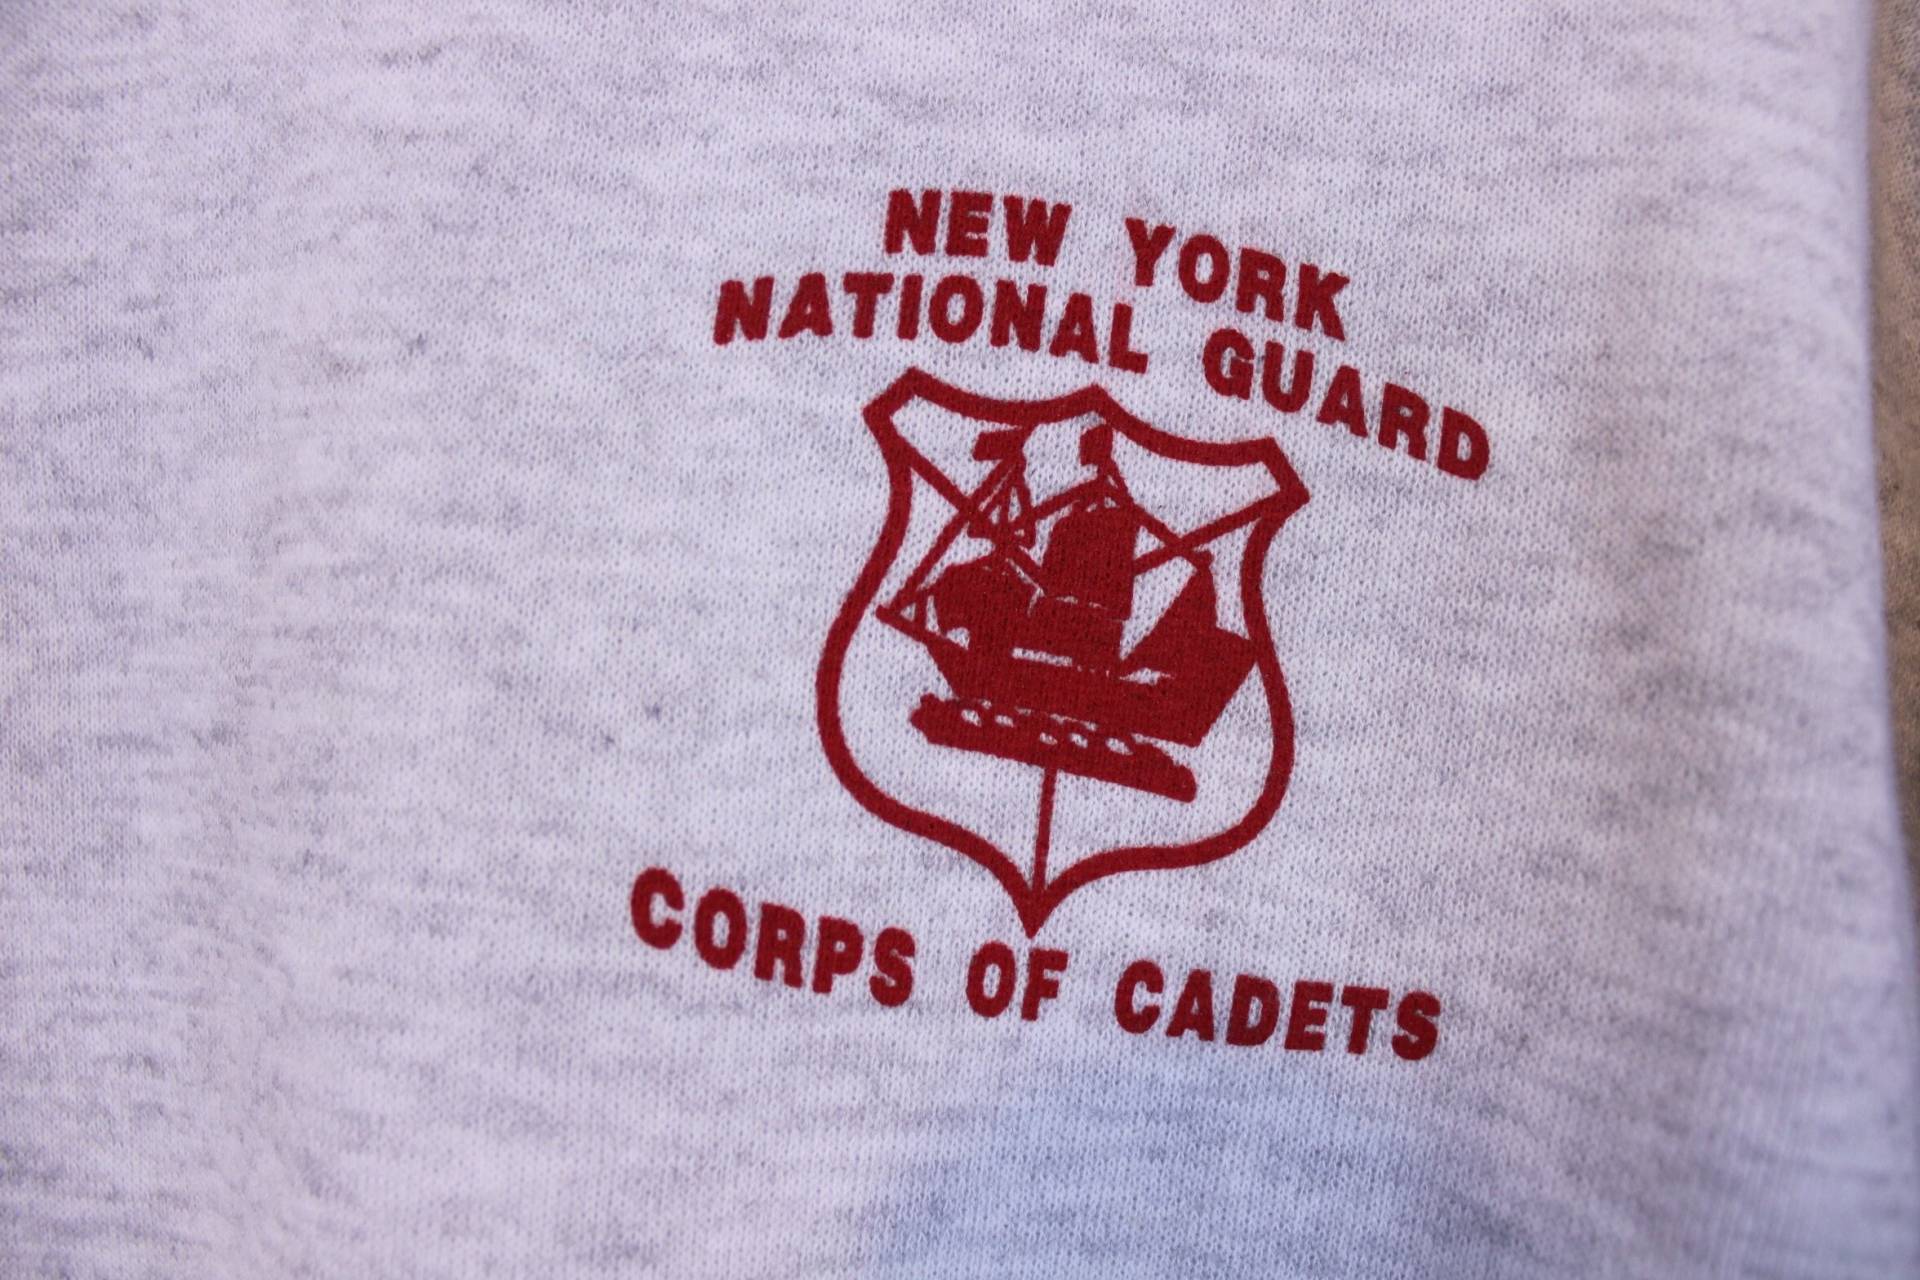 NEW YORK
NATIONAL GUARD
CORPS OF CADETS